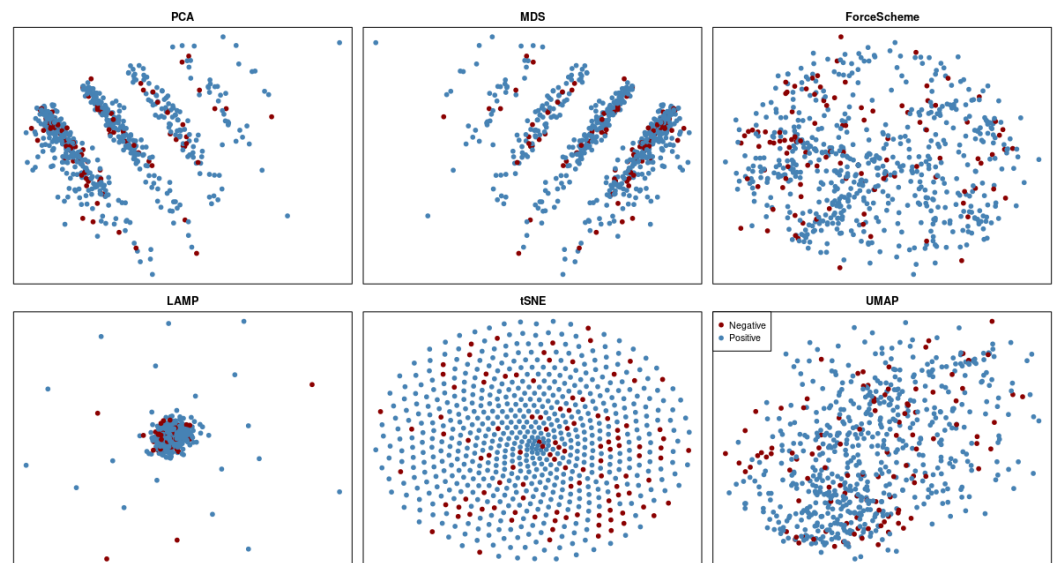 PCA
MDS
ForceScheme
LAMP
tSNE
UMAP
Negative
Positive